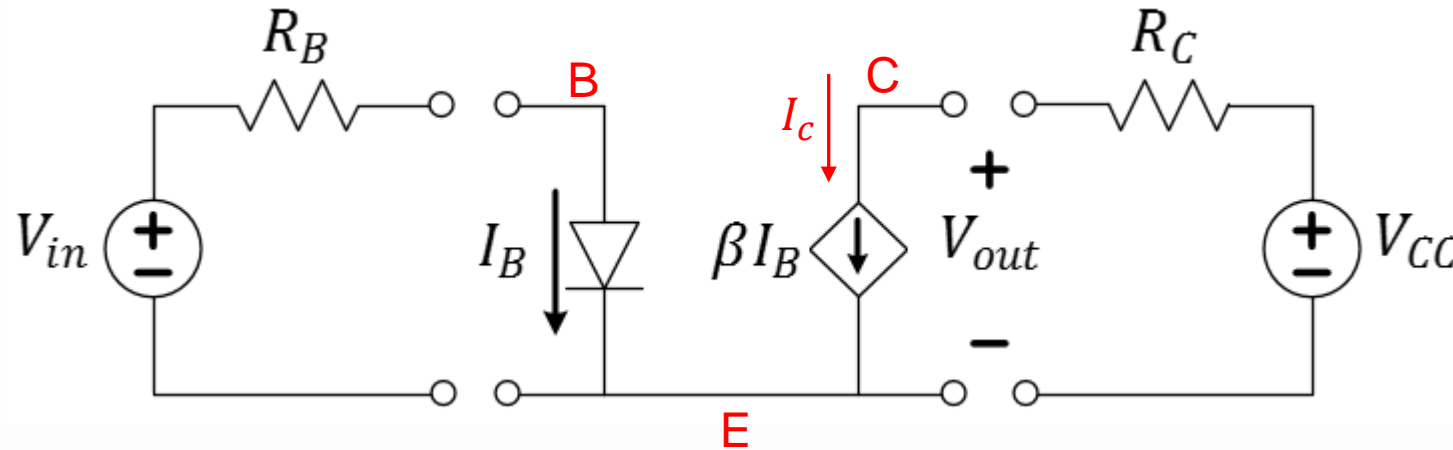 R_B
B
C
R_C
I_c
+
V_in
+
−
I_B
βI_B
V_out
+
−
V_CC
−
E